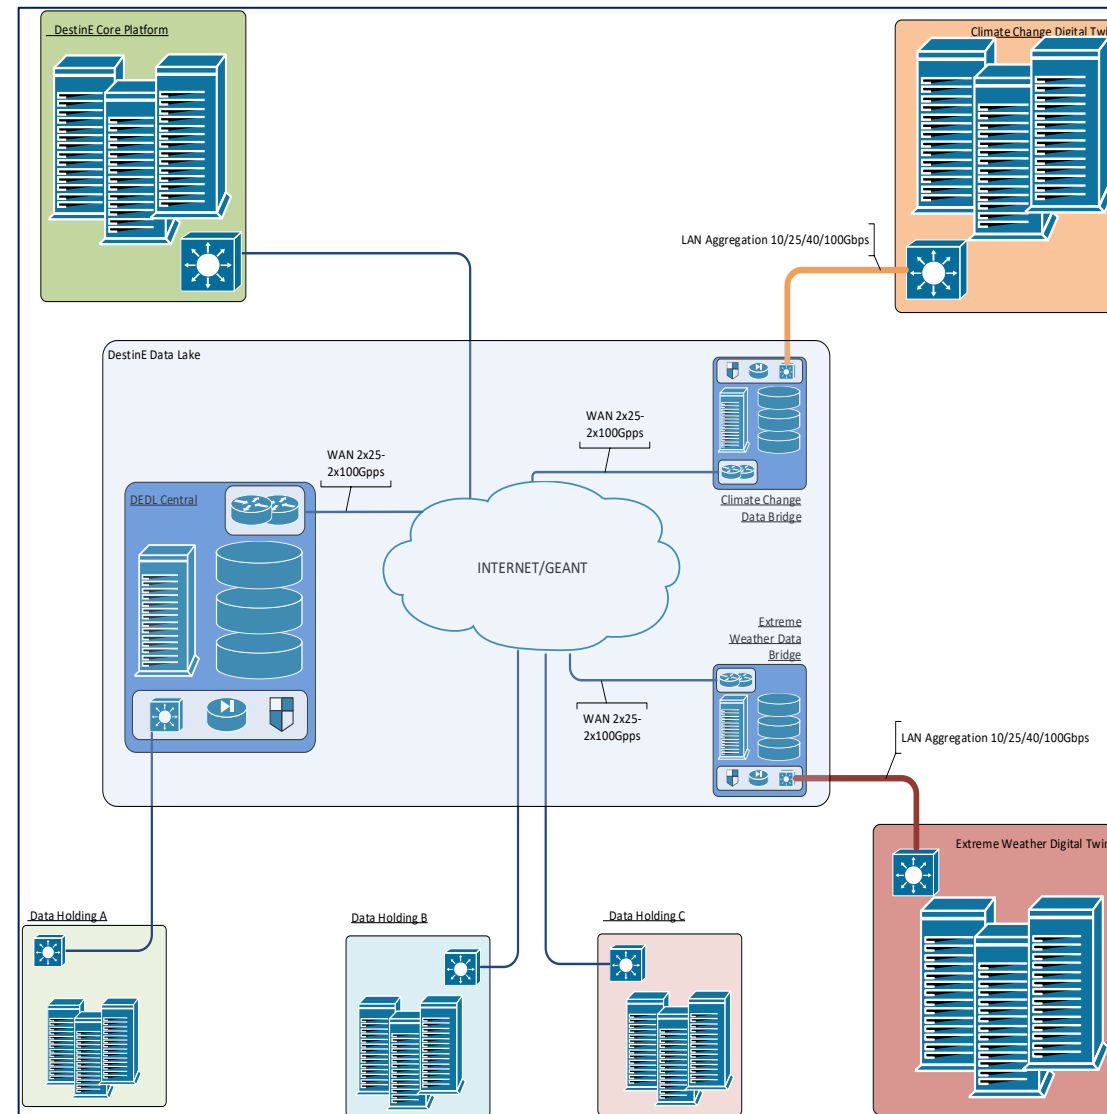 DestinE Core Platform
Climate Change Digital Twi
LAN Aggregation 10/25/40/100Gbps
DestinE Data Lake
WAN 2x25-
2x100Gpps
WAN 2x25-
2x100Gpps
DEDL Central
Climate Change
Data Bridge
INTERNET/GEANT
Extreme
Weather Data
Bridge
WAN 2x25-
2x100Gpps
LAN Aggregation 10/25/40/100Gbps
Extreme Weather Digital Twin
Data Holding A
Data Holding B
Data Holding C